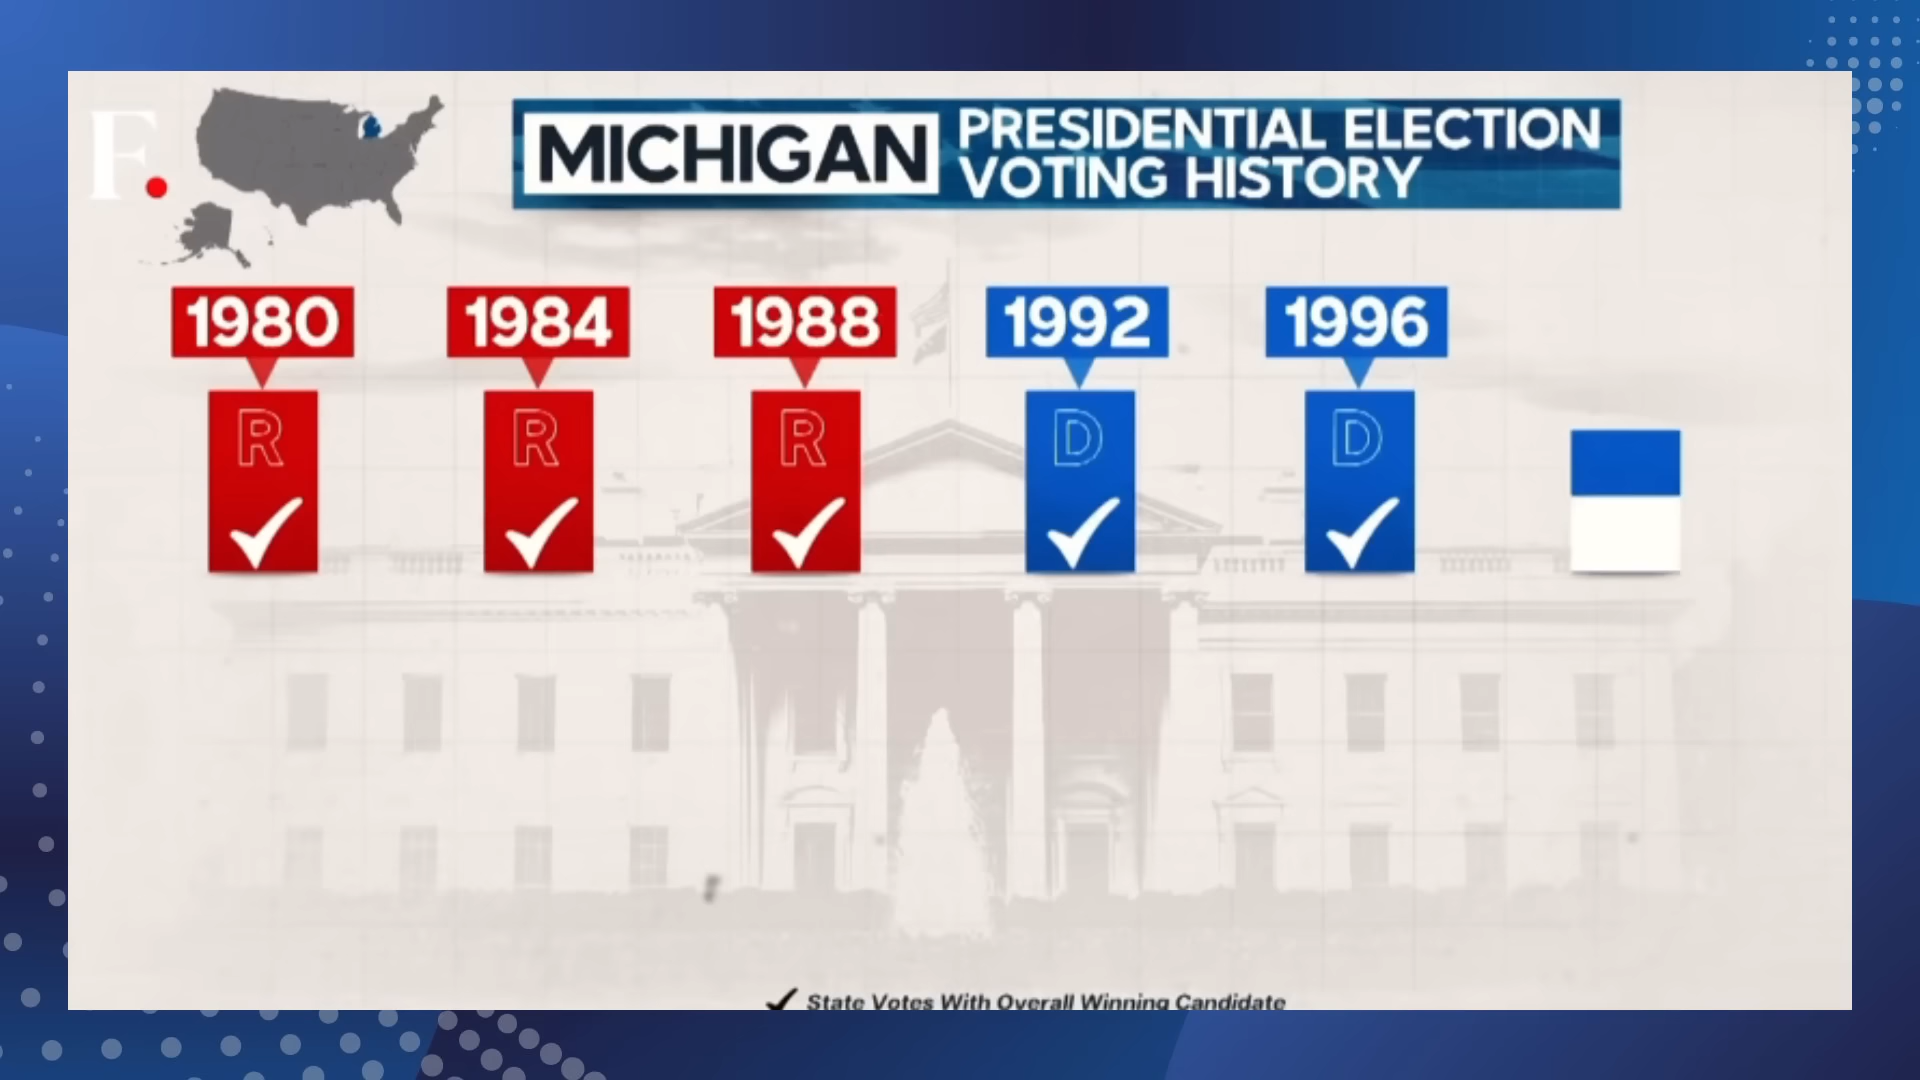 F.
MICHIGAN
PRESIDENTIAL ELECTION
VOTING HISTORY
1980
1984
1988
1992
1996
R
R
R
D
D
State Votes With Overall Winning Candidate